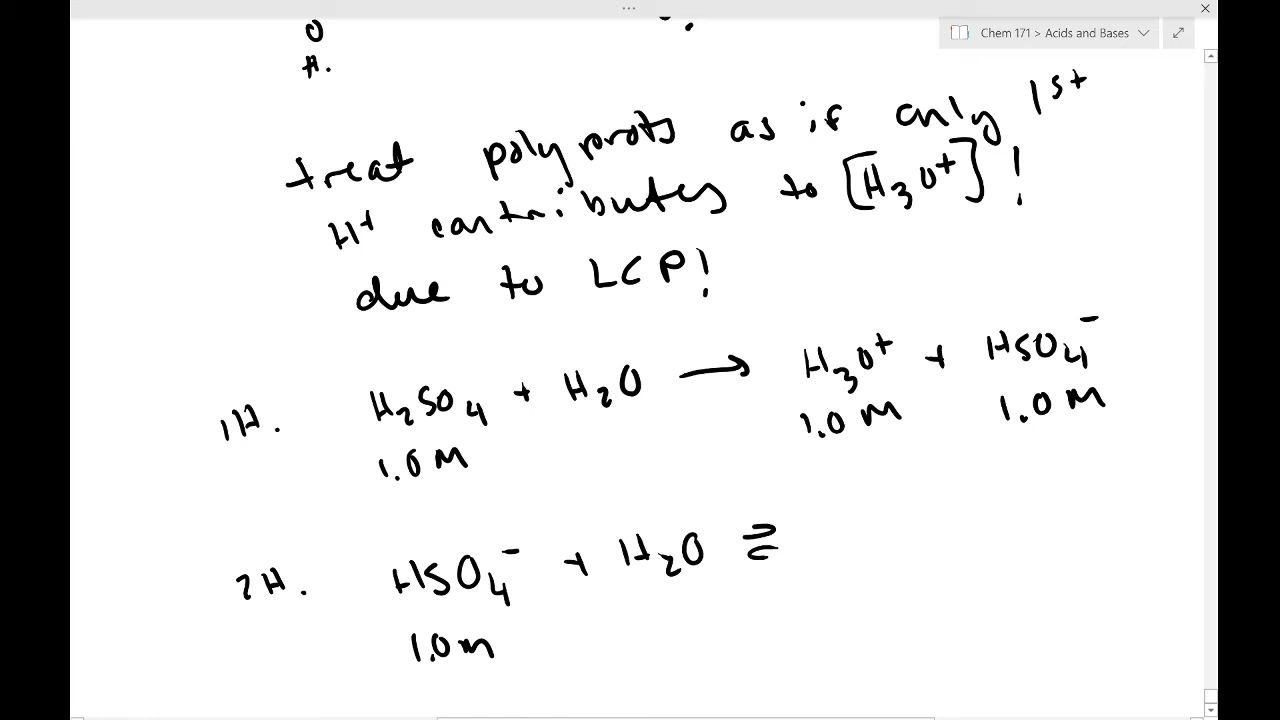 Chem 171 > Acids and Bases
O
H.
treat polyprots as if only 1st
H+ contributes to [H3O+]!
due to LCP!
1H. H2SO4 + H2O → H3O+ + HSO4-
1.0 M 1.0 M 1.0 M
2H. HSO4- + H2O ⇌
1.0 M